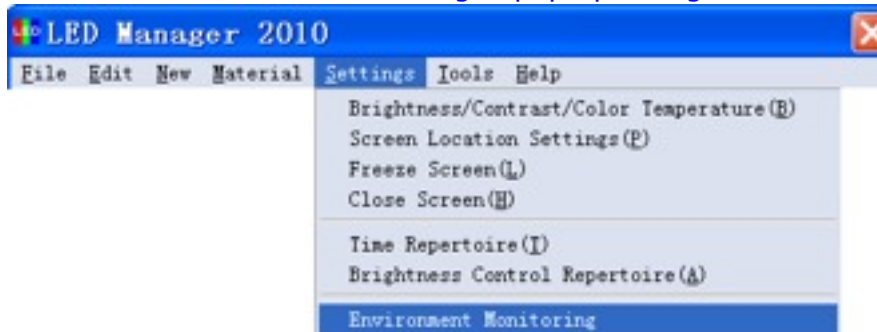 LED Manager 2010
File Edit New Material Settings Tools Help
Brightness/Contrast/Color Temperature(B)
Screen Location Settings(P)
Freeze Screen(L)
Close Screen(H)
Time Repertoire(I)
Brightness Control Repertoire(A)
Environment Monitoring